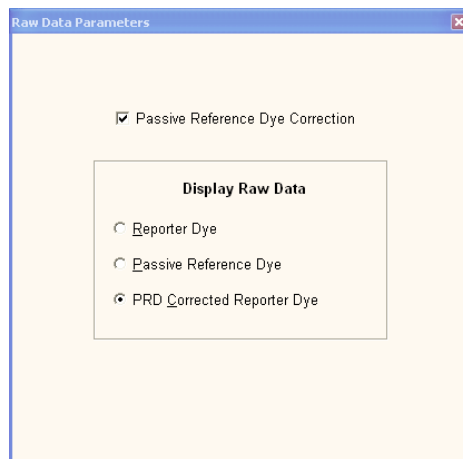 Raw Data Parameters
Passive Reference Dye Correction
Display Raw Data
Reporter Dye
Passive Reference Dye
PRD Corrected Reporter Dye